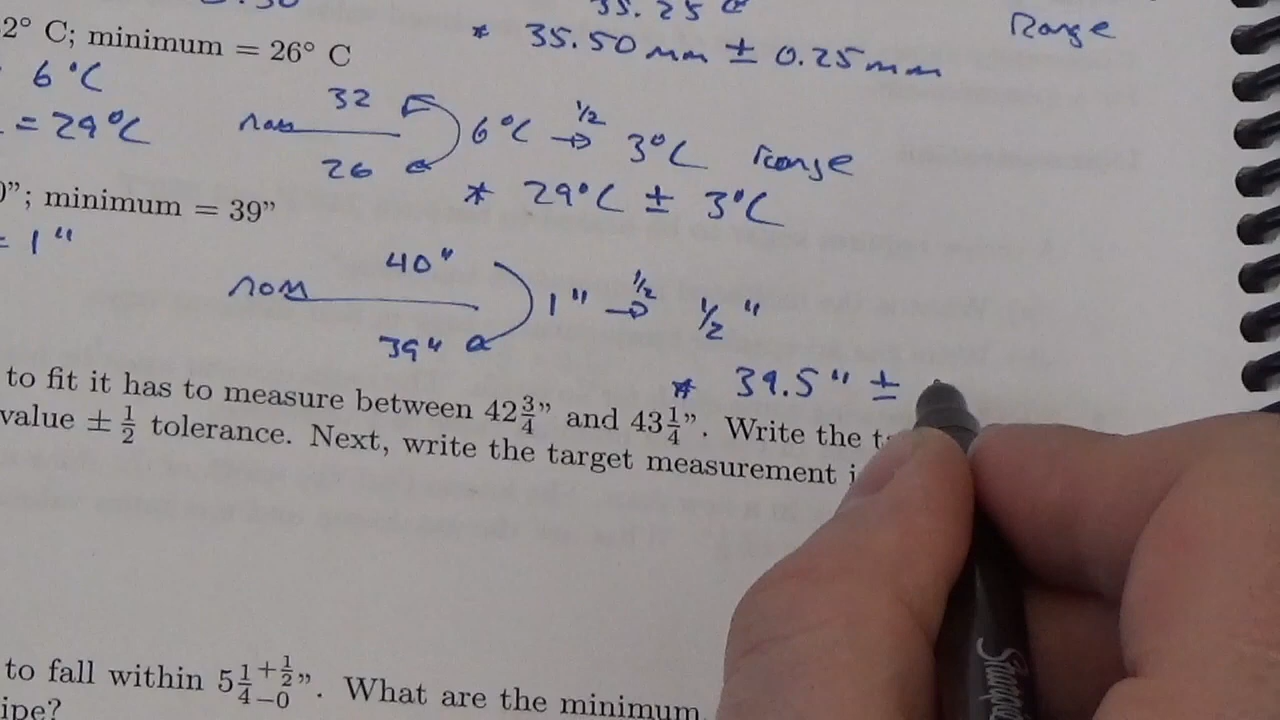 35.25
Range
* 35.50 mm ± 0.25 mm
2° C; minimum = 26° C
6°C
= 29°C
32
26
6°C → 1/2 3°C Range
* 29°C ± 3°C
0”; minimum = 39”
= 1"
nom
40"
39"
1" → 1/2 1/2"
* 39.5" ±
to fit it has to measure between 42 3/4” and 43 1/4”. Write the
value ± 1/2 tolerance. Next, write the target measurement
to fall within 5 1/4 +1/2 −0”. What are the minimum
ipe?
Sharpie